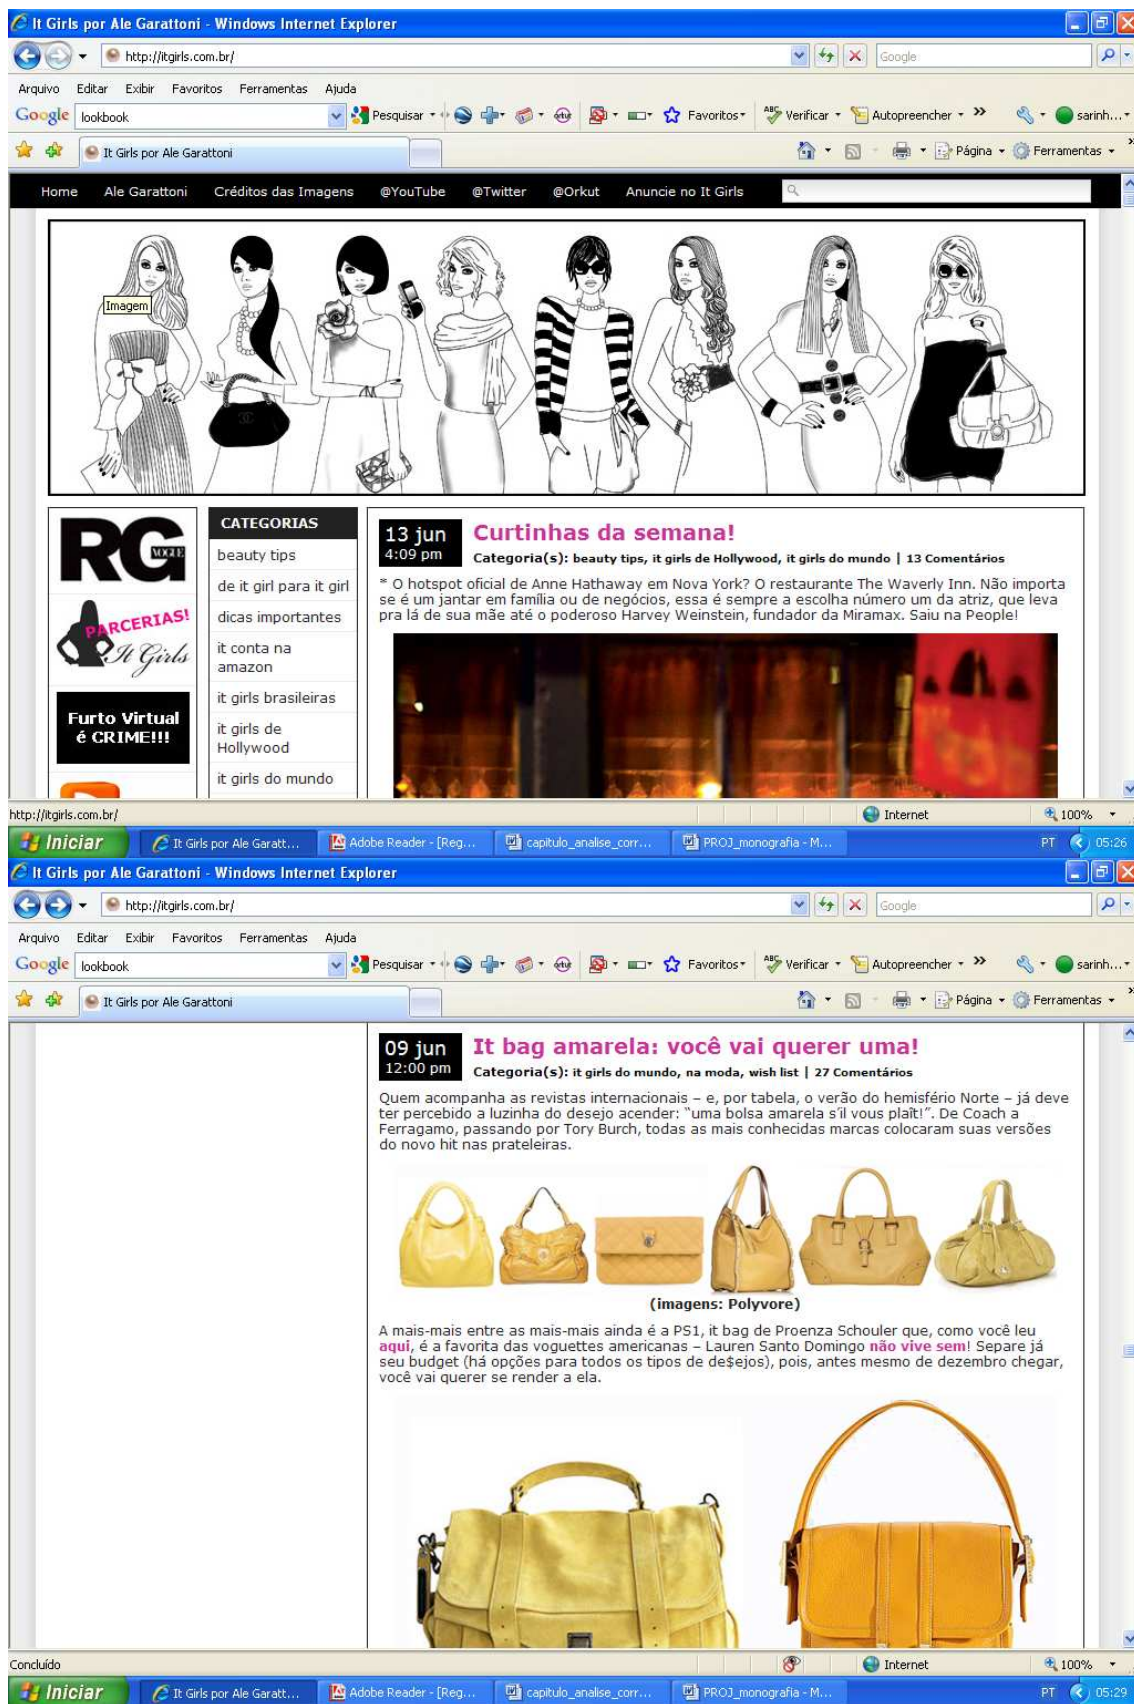 It Girls por Ale Garattoni - Windows Internet Explorer
http://itgirls.com.br/
Google
Arquivo Editar Exibir Favoritos Ferramentas Ajuda
Google lookbook Pesquisar Favoritos ABC Verificar Autopreencher >> sarinh...
It Girls por Ale Garattoni Página Ferramentas
Home Ale Garattoni Créditos das Imagens @YouTube @Twitter @Orkut Anuncie no It Girls
Imagem
RG VOGUE
PARCERIAS!
It Girls
Furto Virtual
é CRIME!!!
CATEGORIAS
beauty tips
de it girl para it girl
dicas importantes
it conta na
amazon
it girls brasileiras
it girls de
Hollywood
it girls do mundo
13 jun
4:09 pm
Curtinhas da semana!
Categoria(s): beauty tips, it girls de Hollywood, it girls do mundo | 13 Comentários
* O hotspot oficial de Anne Hathaway em Nova York? O restaurante The Waverly Inn. Não importa
se é um jantar em família ou de negócios, essa é sempre a escolha número um da atriz, que leva
pra lá de sua mãe até o poderoso Harvey Weinstein, fundador da Miramax. Saiu na People!
http://itgirls.com.br/ Internet 100%
Iniciar It Girls por Ale Garatt... Adobe Reader - [Reg... capitulo_analise_corr... PROJ_monografia - M... PT 05:26
It Girls por Ale Garattoni - Windows Internet Explorer
http://itgirls.com.br/
Google
Arquivo Editar Exibir Favoritos Ferramentas Ajuda
Google lookbook Pesquisar Favoritos ABC Verificar Autopreencher >> sarinh...
It Girls por Ale Garattoni Página Ferramentas
09 jun
12:00 pm
It bag amarela: você vai querer uma!
Categoria(s): it girls do mundo, na moda, wish list | 27 Comentários
Quem acompanha as revistas internacionais – e, por tabela, o verão do hemisfério Norte – já deve
ter percebido a luzinha do desejo acender: “uma bolsa amarela s’il vous plaît!”. De Coach a
Ferragamo, passando por Tory Burch, todas as mais conhecidas marcas colocaram suas versões
do novo hit nas prateleiras.
(imagens: Polyvore)
A mais-mais entre as mais-mais ainda é a PS1, it bag de Proenza Schouler que, como você leu
aqui, é a favorita das voguettes americanas – Lauren Santo Domingo não vive sem! Separe já
seu budget (há opções para todos os tipos de de$ejos), pois, antes mesmo de dezembro chegar,
você vai querer se render a ela.
Concluído Internet 100%
Iniciar It Girls por Ale Garatt... Adobe Reader - [Reg... capitulo_analise_corr... PROJ_monografia - M... PT 05:29